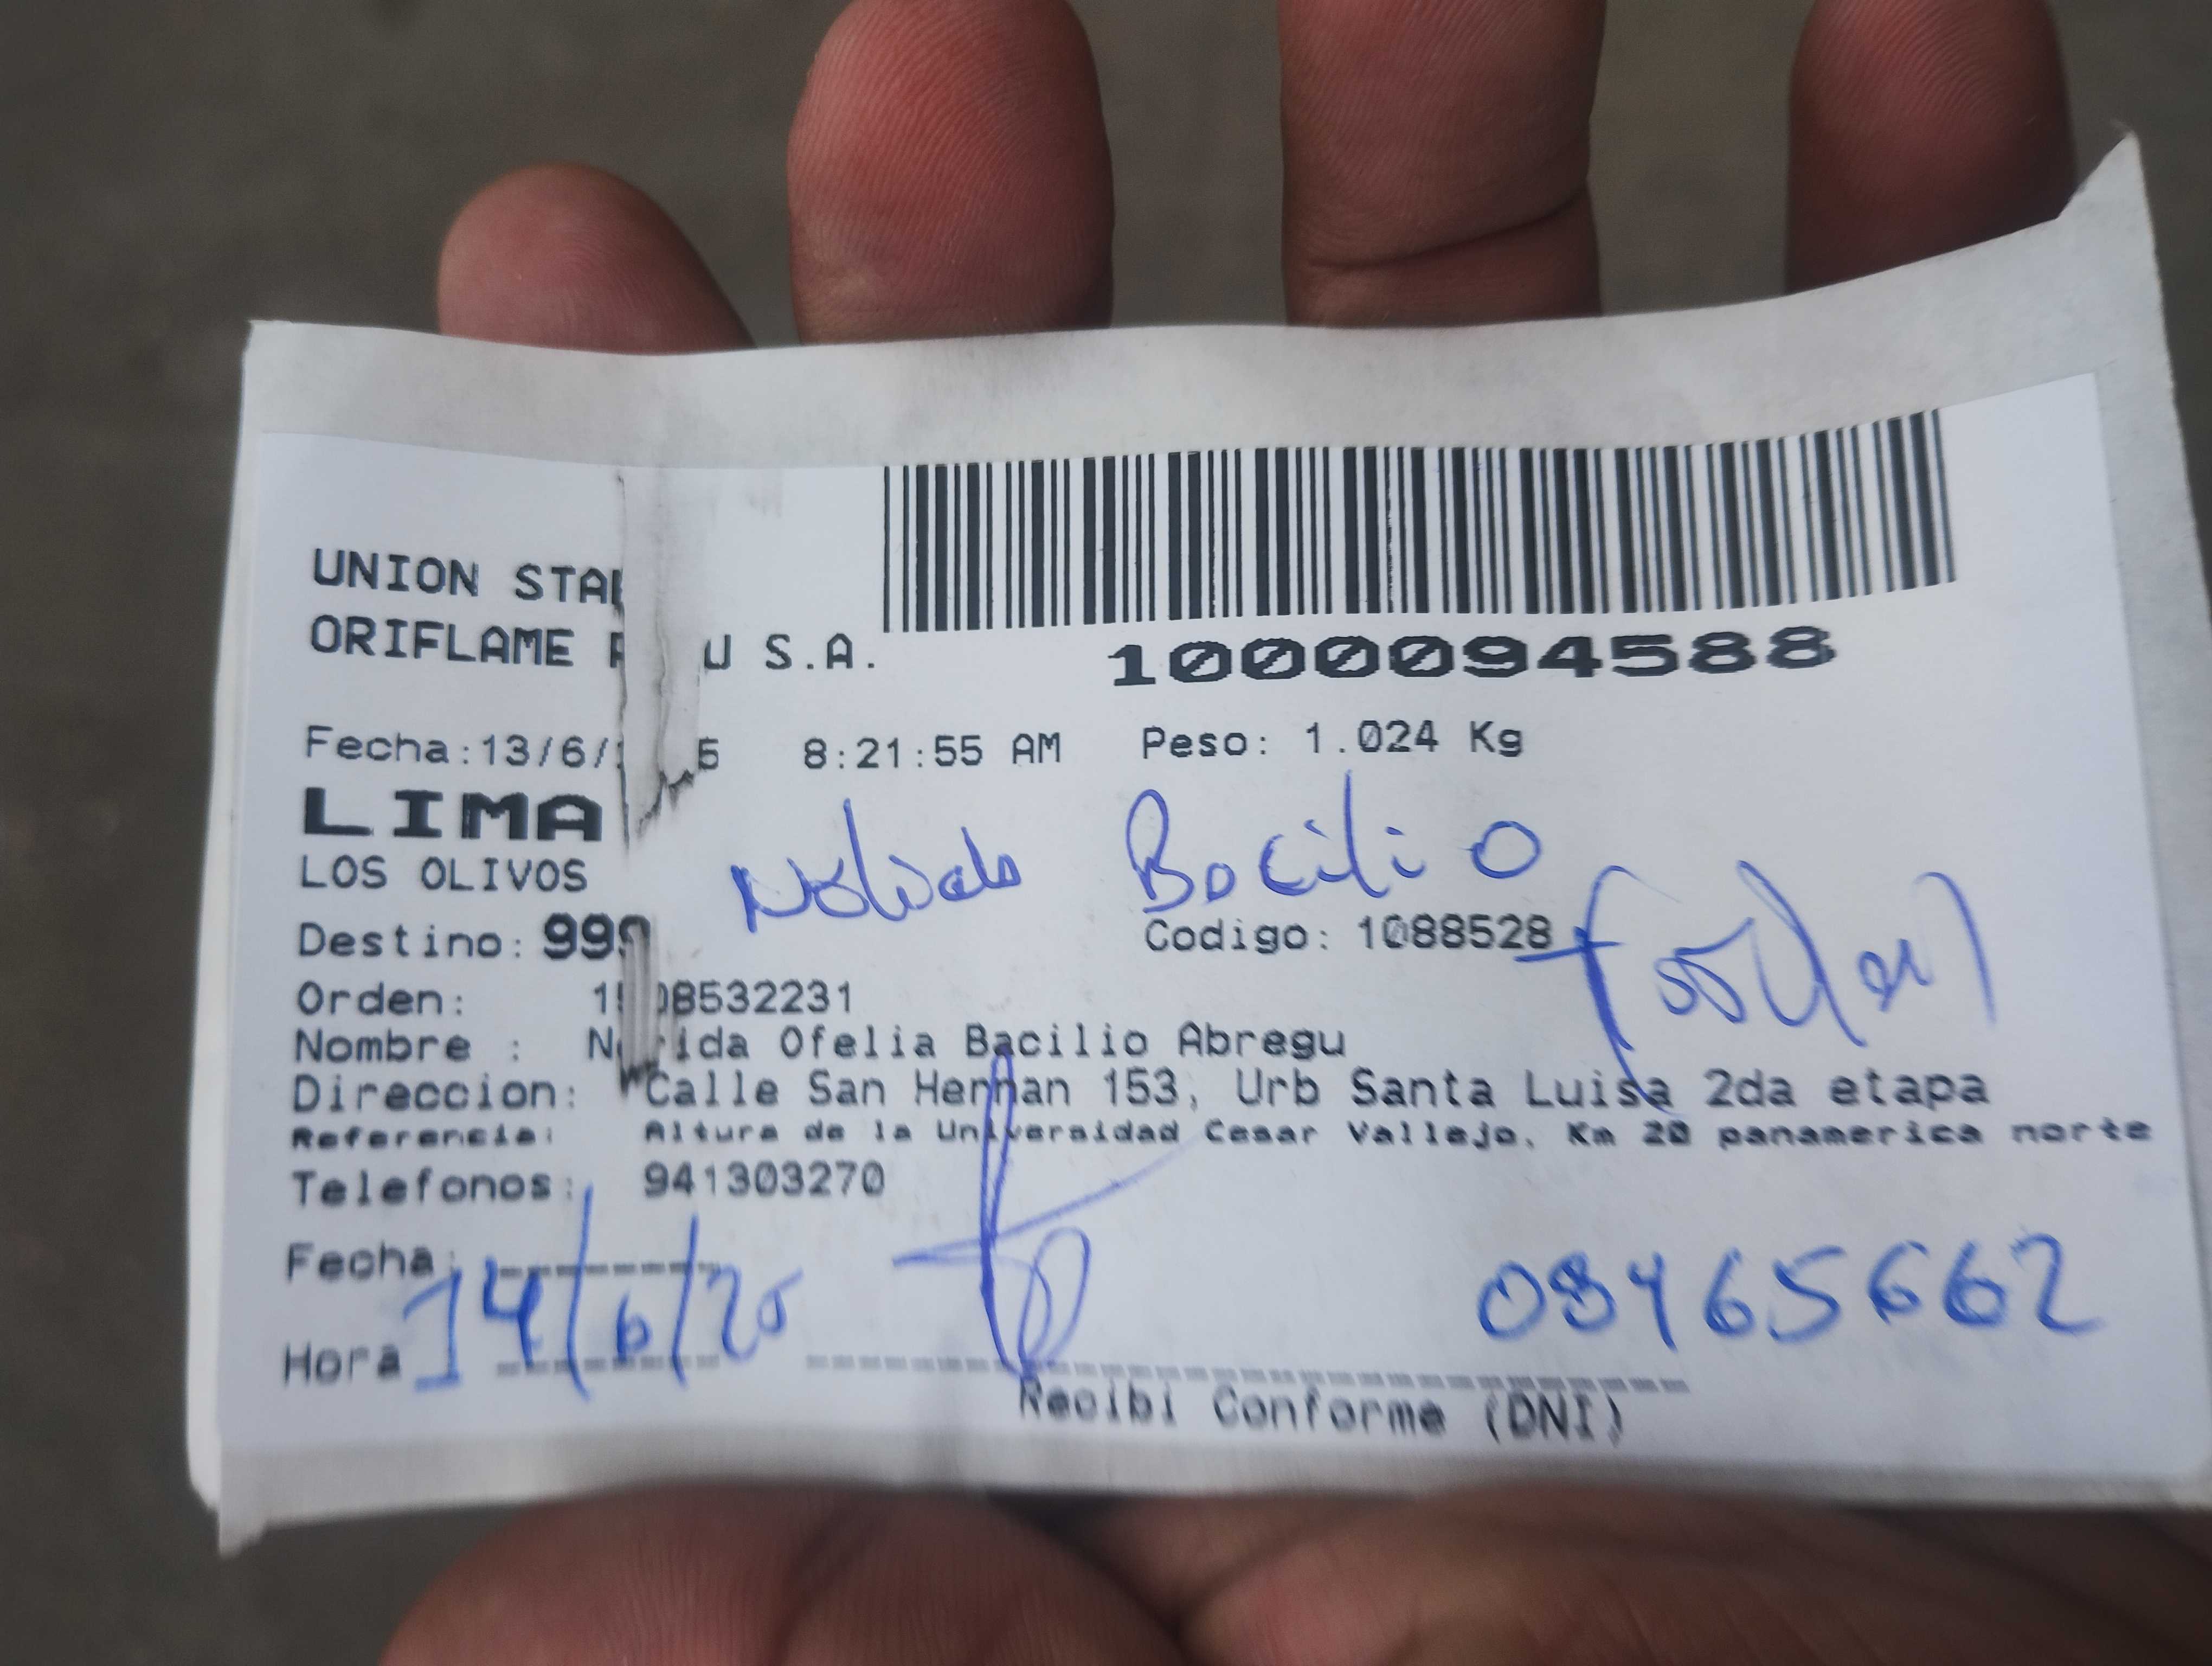 UNION
ORIFLAME U S.A.
1000094588
Fecha:13/6/ 5 8:21:55 AM Peso: 1.024 Kg
LIMA
LOS OLIVOS
Bacilio
Destino: 999 Codigo: 1088528
Orden: 08532231
Nombre : Ofelia Bacilio Abregu
Direccion: Calle San Hernan 153, Urb Santa Luisa 2da etapa
Referencia: Altura de la Universidad Cesar Vallejo, Km 20 panamerica norte
Telefonos: 941303270
Fecha:
14/6/25
Hora
Recibi Conforme (DNI)